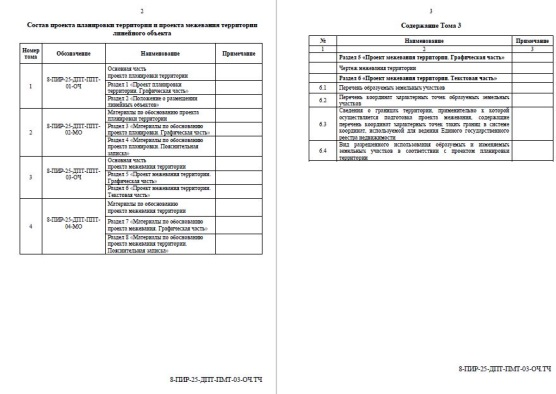 2
Состав проекта планировки территории и проекта межевания территории
линейного объекта
Номер тома Обозначение Наименование Примечание
1 8-ПИР-25-ДПТ-ППТ-01-ОЧ
Основная часть
проекта планировки территории
Раздел 1 «Проект планировки
территории. Графическая часть»
Раздел 2 «Положение о размещении
линейных объектов»
2 8-ПИР-25-ДПТ-ППТ-02-МО
Материалы по обоснованию проекта
планировки территории
Раздел 3 «Материалы по обоснованию
проекта планировки. Графическая часть»
Раздел 4 «Материалы по обоснованию
проекта планировки. Пояснительная
записка»
3 8-ПИР-25-ДПТ-ППТ-03-ОЧ
Основная часть
проекта межевания территории
Раздел 5 «Проект межевания территории.
Графическая часть»
Раздел 6 «Проект межевания территории.
Текстовая часть»
4 8-ПИР-25-ДПТ-ППТ-04-МО
Материалы по обоснованию
проекта межевания территории
Раздел 7 «Материалы по обоснованию
проекта межевания. Графическая часть»
Раздел 8 «Материалы по обоснованию
проекта межевания территории.
Пояснительная записка»
8-ПИР-25-ДПТ-ПМТ-03-ОЧ.ТЧ
3
Содержание Тома 3
№ Наименование Примечание
1 2 3
Раздел 5 «Проект межевания территории. Графическая часть»
Чертеж межевания территории
Раздел 6 «Проект межевания территории. Текстовая часть»
6.1 Перечень образуемых земельных участков
6.2 Перечень координат характерных точек образуемых земельных
участков
6.3 Сведения о границах территории, применительно к которой
осуществляется подготовка проекта межевания, содержащие
перечень координат характерных точек таких границ в системе
координат, используемой для ведения Единого государственного
реестра недвижимости
6.4 Вид разрешенного использования образуемых и изменяемых
земельных участков в соответствии с проектом планировки
территории
8-ПИР-25-ДПТ-ПМТ-03-ОЧ.ТЧ